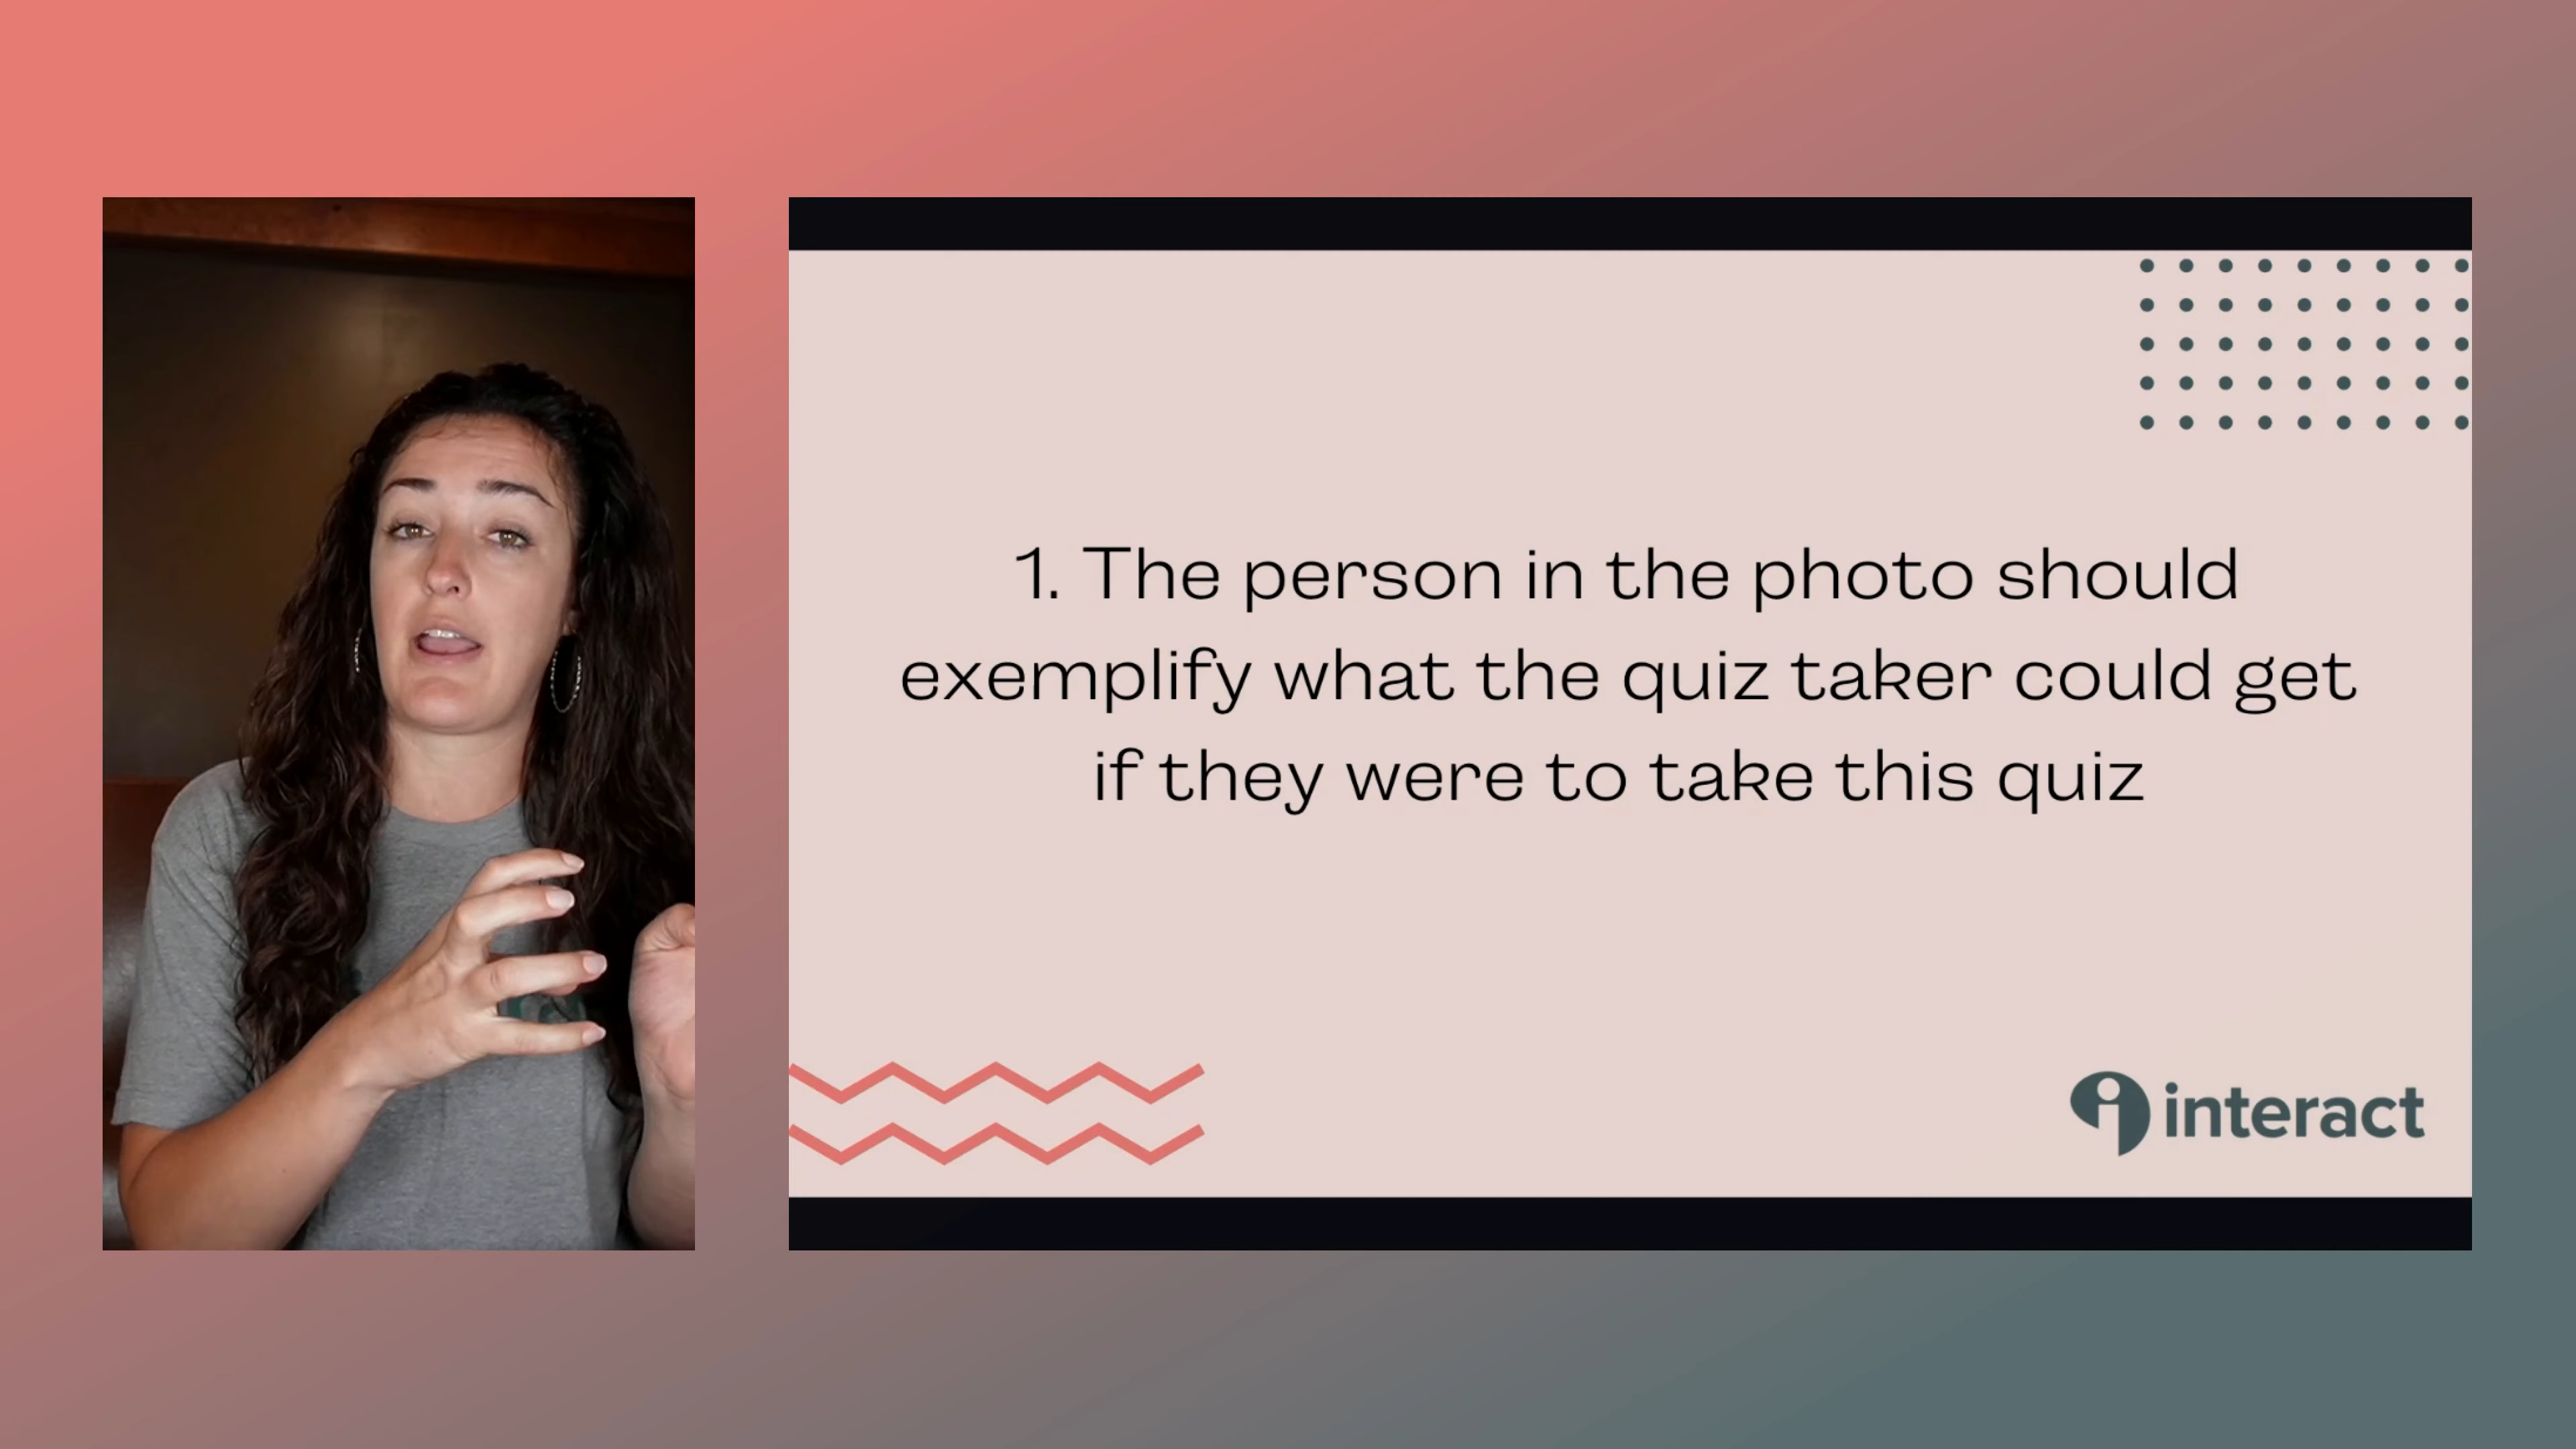 1. The person in the photo should
exemplify what the quiz taker could get
if they were to take this quiz
interact